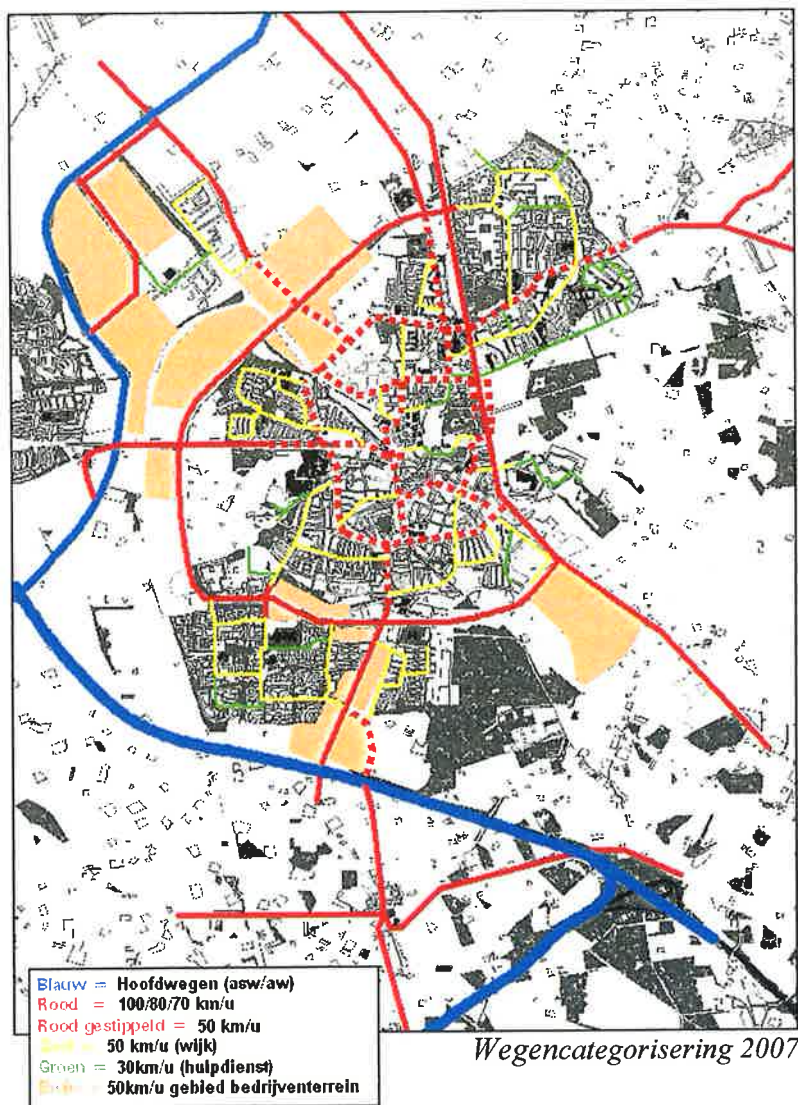 Blauw = Hoofdwegen (asw/aw)
Rood = 100/80/70 km/u
Rood gestippeld = 50 km/u
Geel = 50 km/u (wijk)
Groen = 30km/u (hulpdienst)
50km/u gebied bedrijventerrein
Wegencategorisering 2007